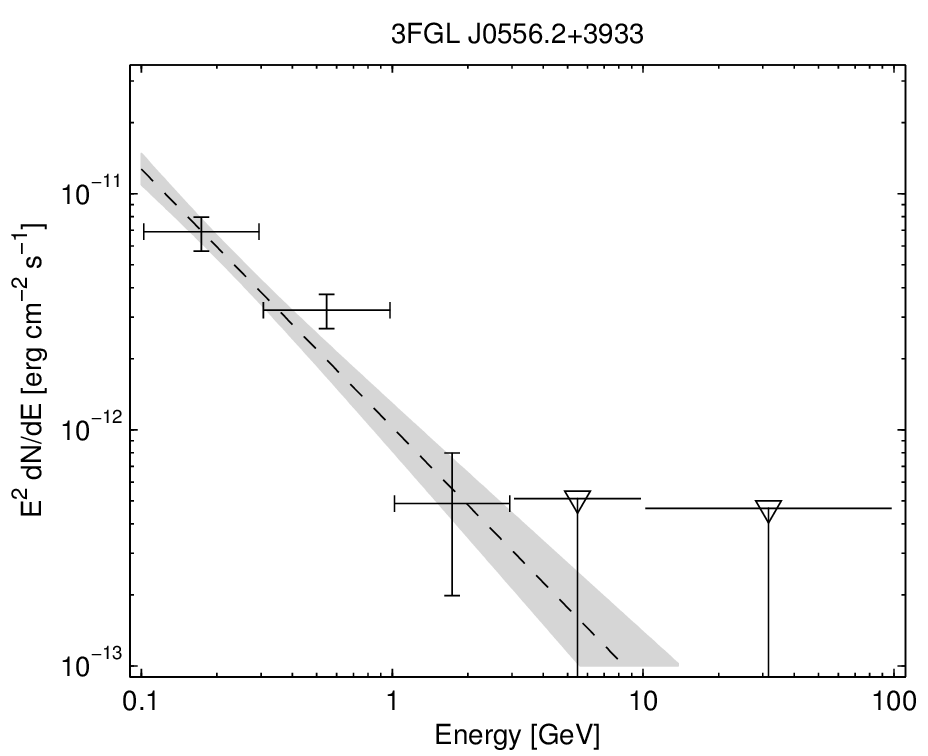 3FGL J0556.2+3933
10⁻¹¹
10⁻¹²
10⁻¹³
E² dN/dE [erg cm⁻² s⁻¹]
0.1 1 10 100
Energy [GeV]